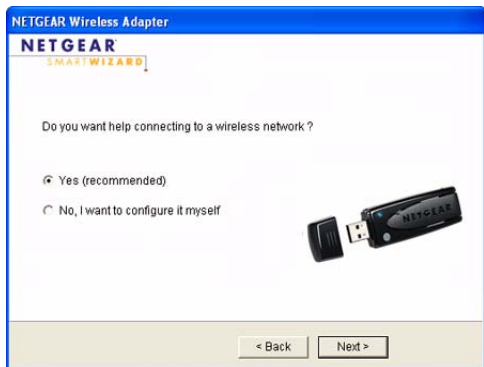 NETGEAR Wireless Adapter
NETGEAR
SMARTWIZARD
Do you want help connecting to a wireless network ?
Yes (recommended)
No, I want to configure it myself
NETGEAR
< Back
Next >